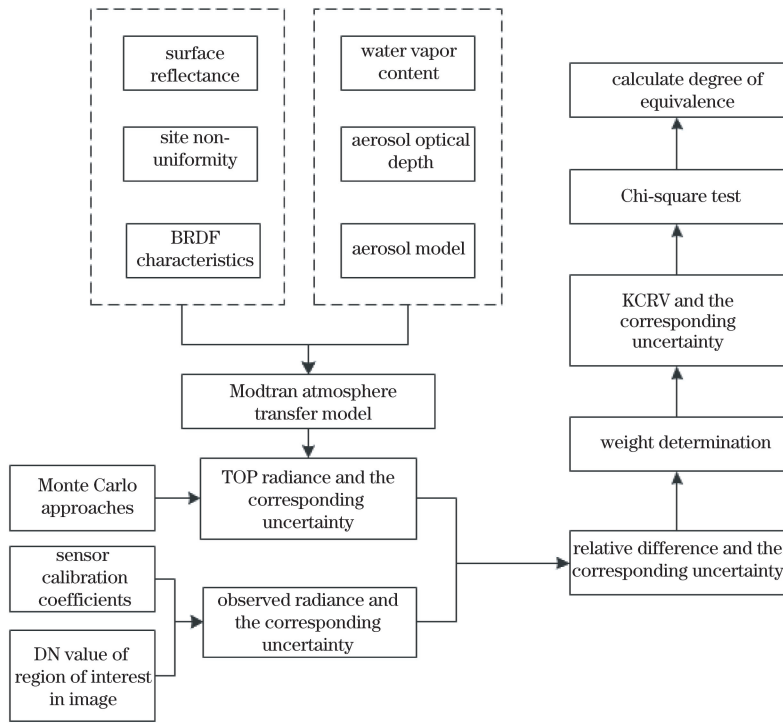 surface
reflectance
site non-
uniformity
BRDF
characteristics
water vapor
content
aerosol optical
depth
aerosol model
Modtran atmosphere
transfer model
Monte Carlo
approaches
TOP radiance and the
corresponding
uncertainty
sensor
calibration
coefficients
DN value of
region of interest
in image
observed radiance and
the corresponding
uncertainty
relative difference and the
corresponding uncertainty
weight determination
KCRV and the
corresponding
uncertainty
Chi-square test
calculate degree of
equivalence